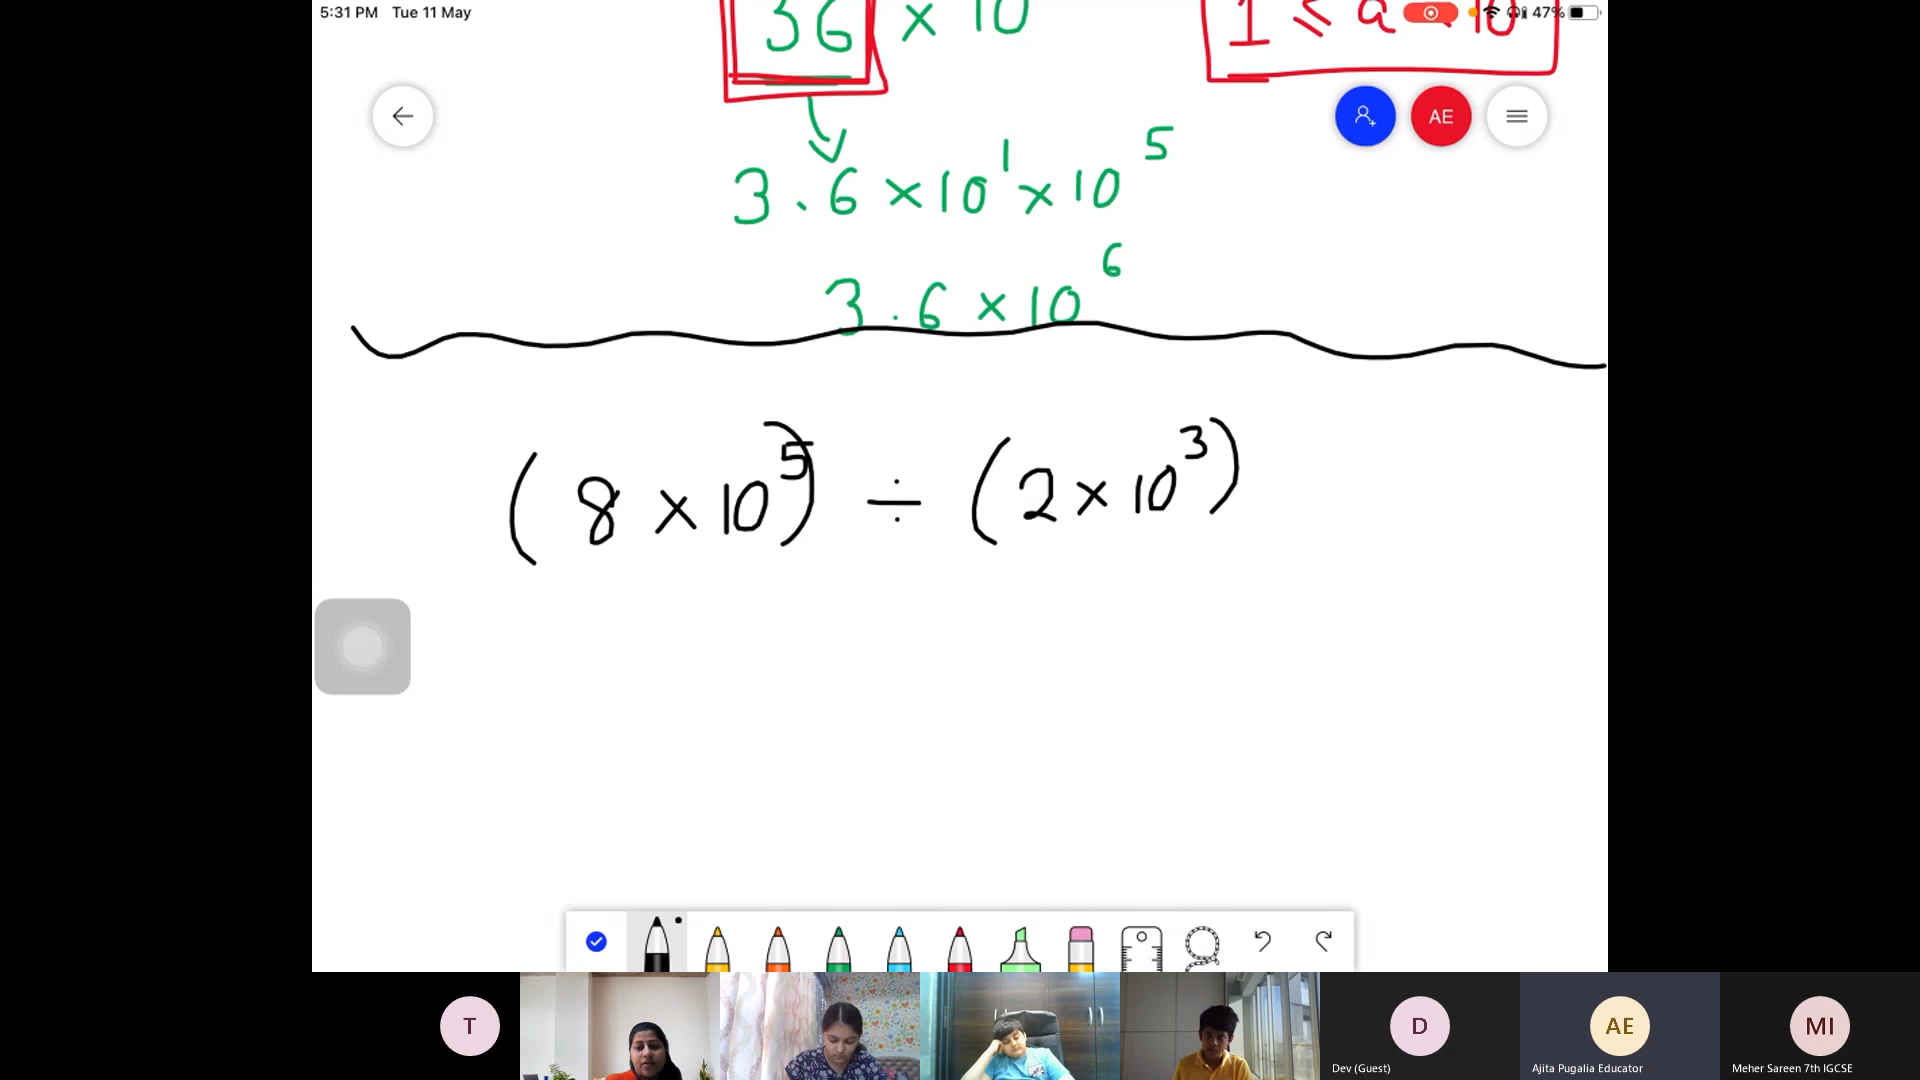 5:31 PM Tue 11 May
47%
36 × 10
1 ≤ a < 10
AE
3.6 × 10¹ × 10⁵
3.6 × 10⁶
(8 × 10⁵) ÷ (2 × 10³)
T
D
AE
MI
Dev (Guest)
Ajita Pugalia Educator
Meher Sareen 7th IGCSE